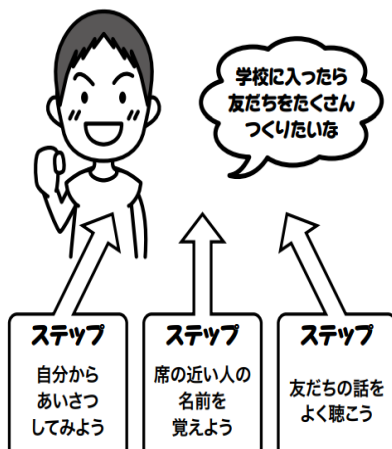 学校に入ったら
友だちをたくさん
つくりたいな
ステップ
自分から
あいさつ
してみよう
ステップ
席の近い人の
名前を
覚えよう
ステップ
友だちの話を
よく聴こう